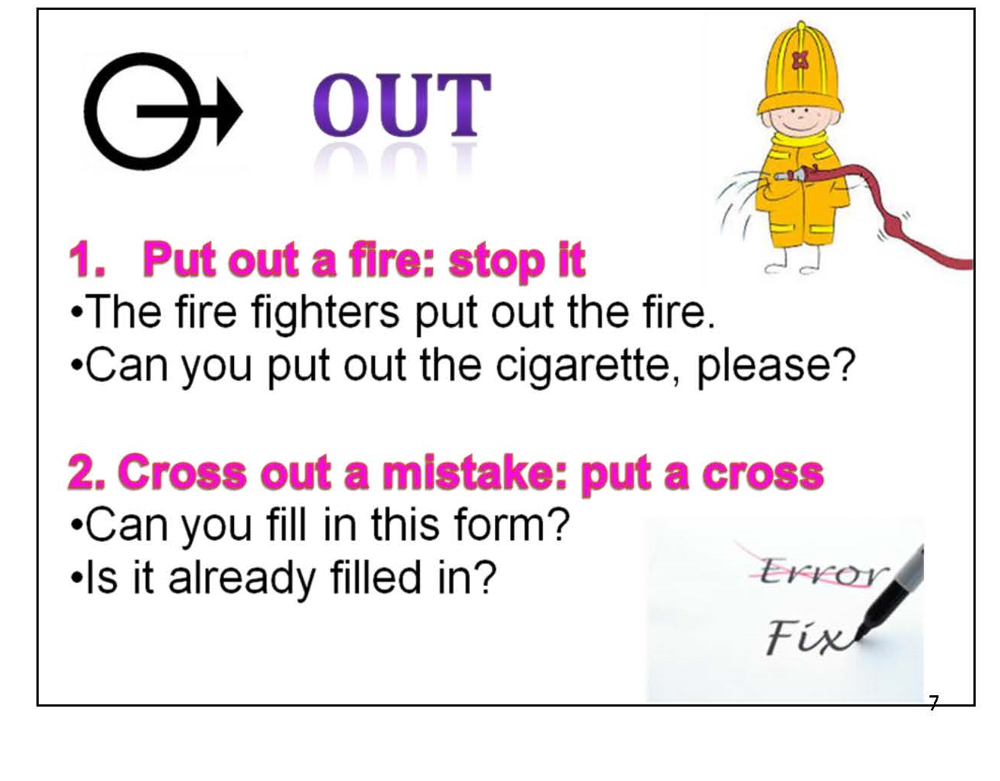 OUT
1. Put out a fire: stop it
•The fire fighters put out the fire.
•Can you put out the cigarette, please?
2. Cross out a mistake: put a cross
•Can you fill in this form?
•Is it already filled in?
Error
Fix
7